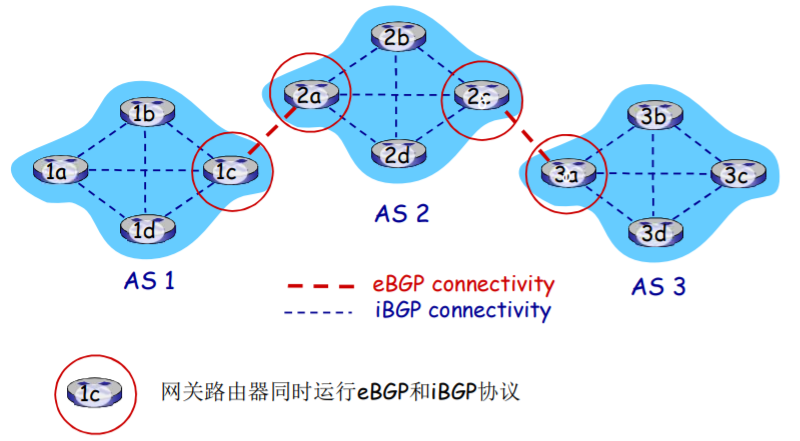 2b
2a
2c
2d
AS 2
1b
1a
1c
1d
AS 1
3b
3a
3c
3d
AS 3
eBGP connectivity
iBGP connectivity
1c
网关路由器同时运行eBGP和iBGP协议